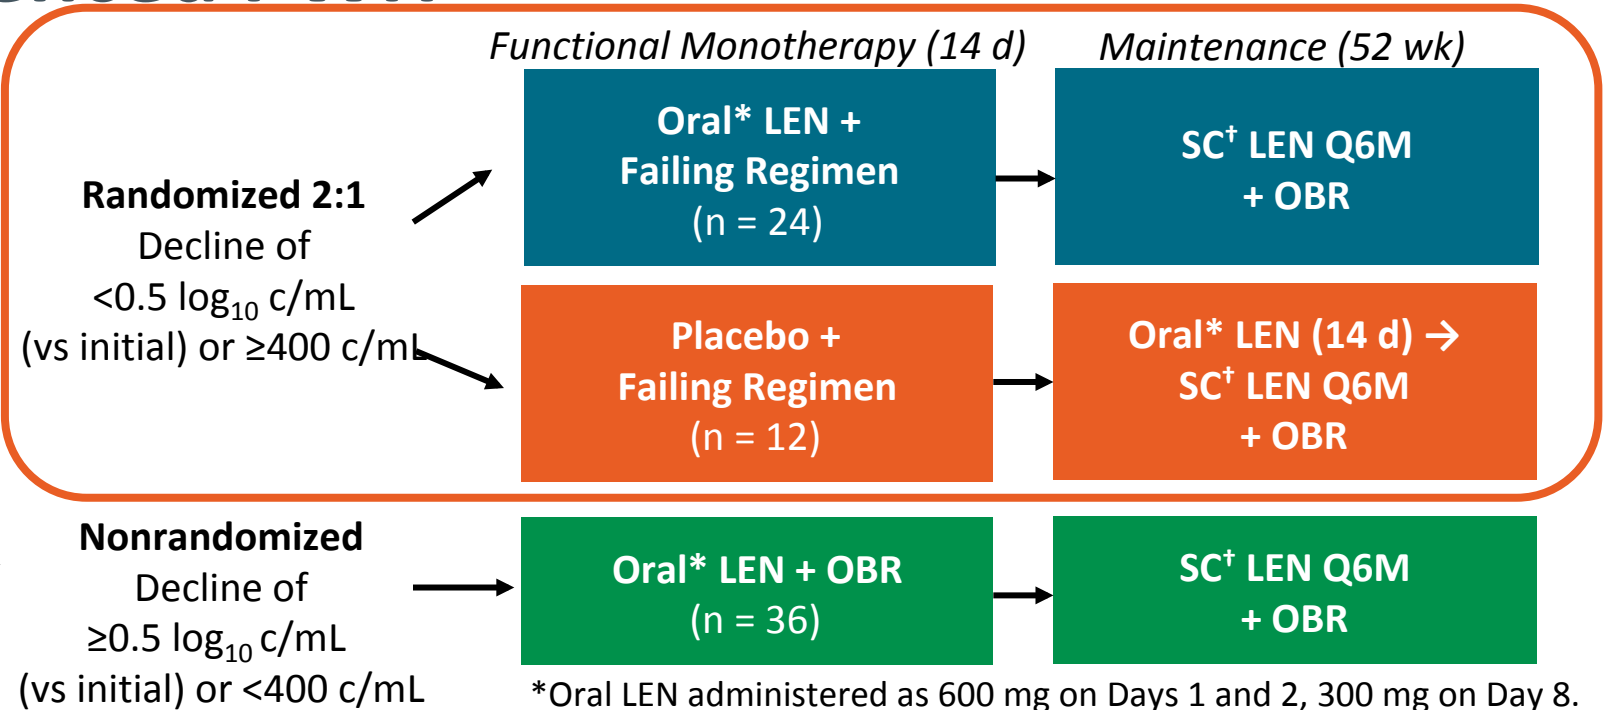 Functional Monotherapy (14 d)
Maintenance (52 wk)
Randomized 2:1
Decline of
<0.5 log₁₀ c/mL
(vs initial) or ≥400 c/mL
Oral* LEN +
Failing Regimen
(n = 24)
SC† LEN Q6M
+ OBR
Placebo +
Failing Regimen
(n = 12)
Oral* LEN (14 d) →
SC† LEN Q6M
+ OBR
Nonrandomized
Decline of
≥0.5 log₁₀ c/mL
(vs initial) or <400 c/mL
Oral* LEN + OBR
(n = 36)
SC† LEN Q6M
+ OBR
*Oral LEN administered as 600 mg on Days 1 and 2, 300 mg on Day 8.